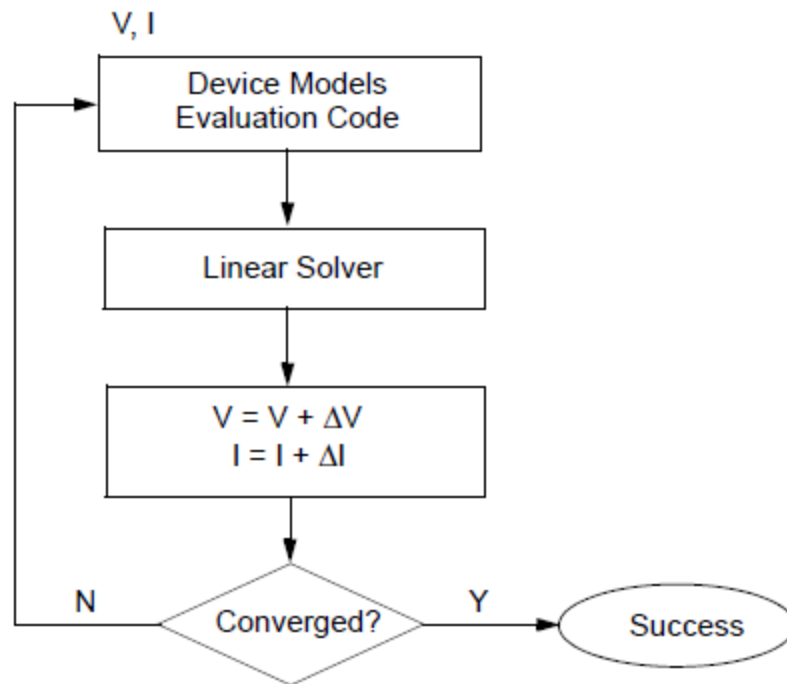 V, I
Device Models
Evaluation Code
Linear Solver
V = V + ΔV
I = I + ΔI
N
Converged?
Y
Success